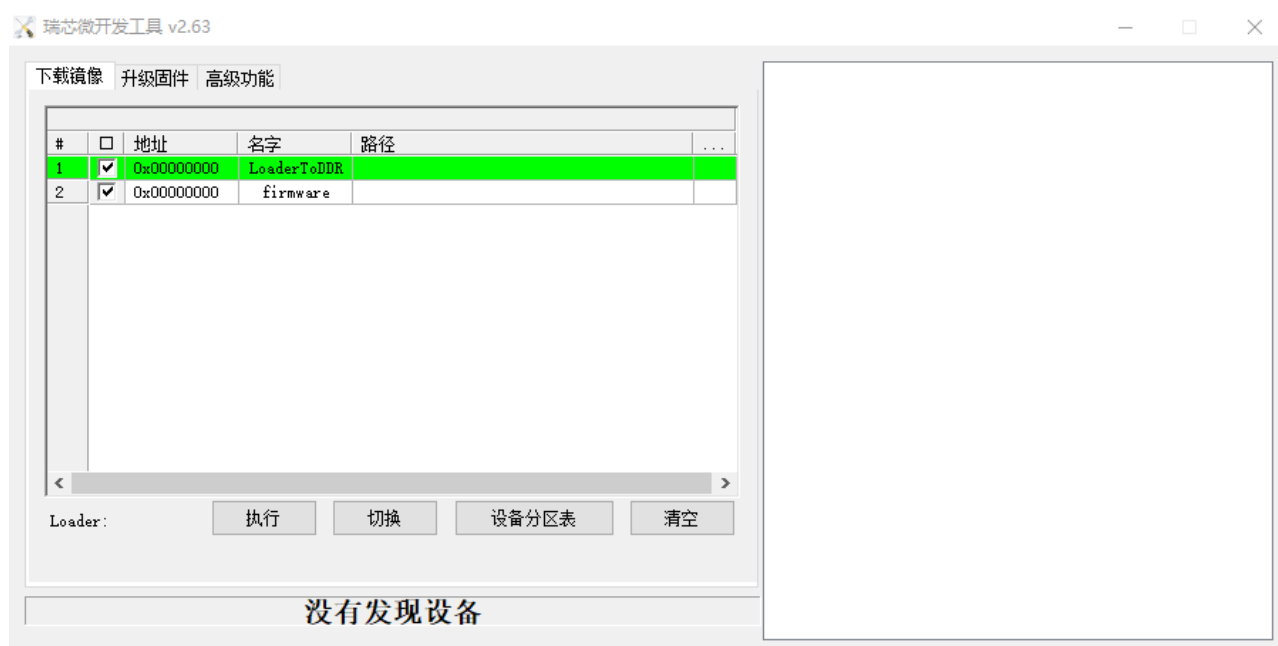 瑞芯微开发工具 v2.63
下载镜像 升级固件 高级功能
# 地址 名字 路径 ...
1 0x00000000 LoaderToDDR
2 0x00000000 firmware
Loader: 执行 切换 设备分区表 清空
没有发现设备